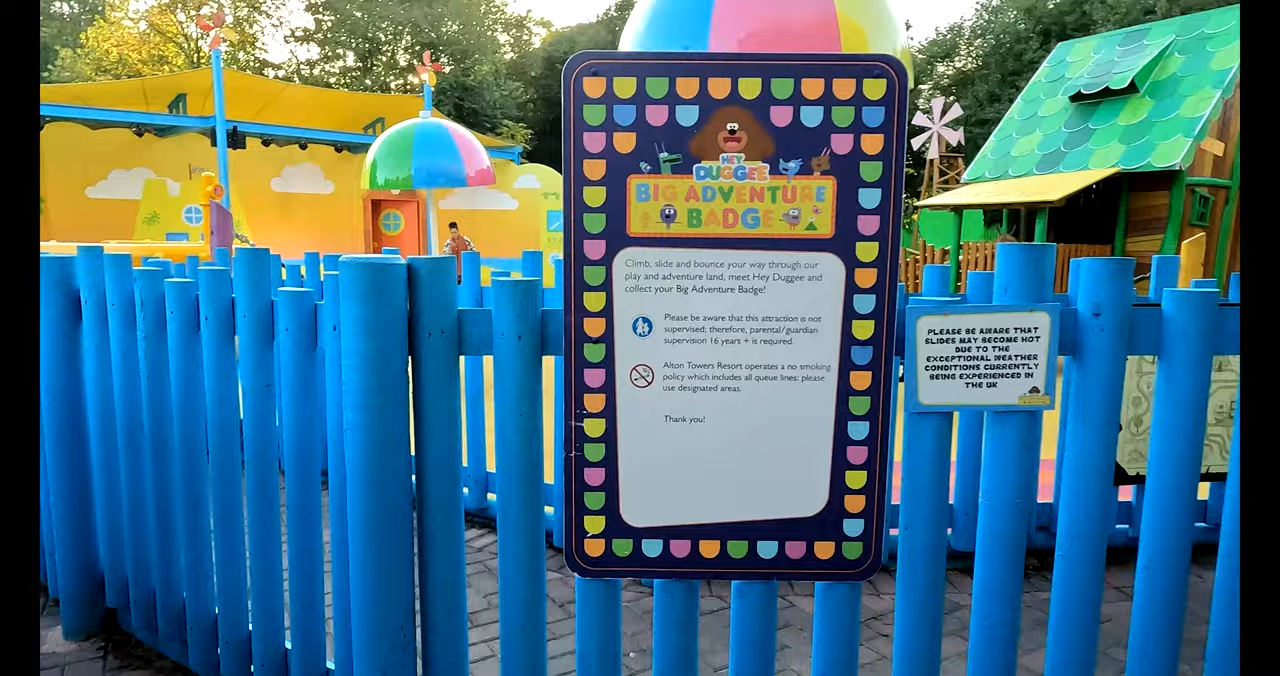 HEY
DUGGEE
BIG ADVENTURE
BADGE
Climb, slide and bounce your way through our
play and adventure land, meet Hey Duggee and
collect your Big Adventure Badge!
Please be aware that this attraction is not
supervised; therefore, parental/guardian
supervision 16 years + is required.
Alton Towers Resort operates a no smoking
policy which includes all queue lines; please
use designated areas.
Thank you!
PLEASE BE AWARE THAT
SLIDES MAY BECOME HOT
DUE TO THE
EXCEPTIONAL WEATHER
CONDITIONS CURRENTLY
BEING EXPERIENCED IN
THE UK